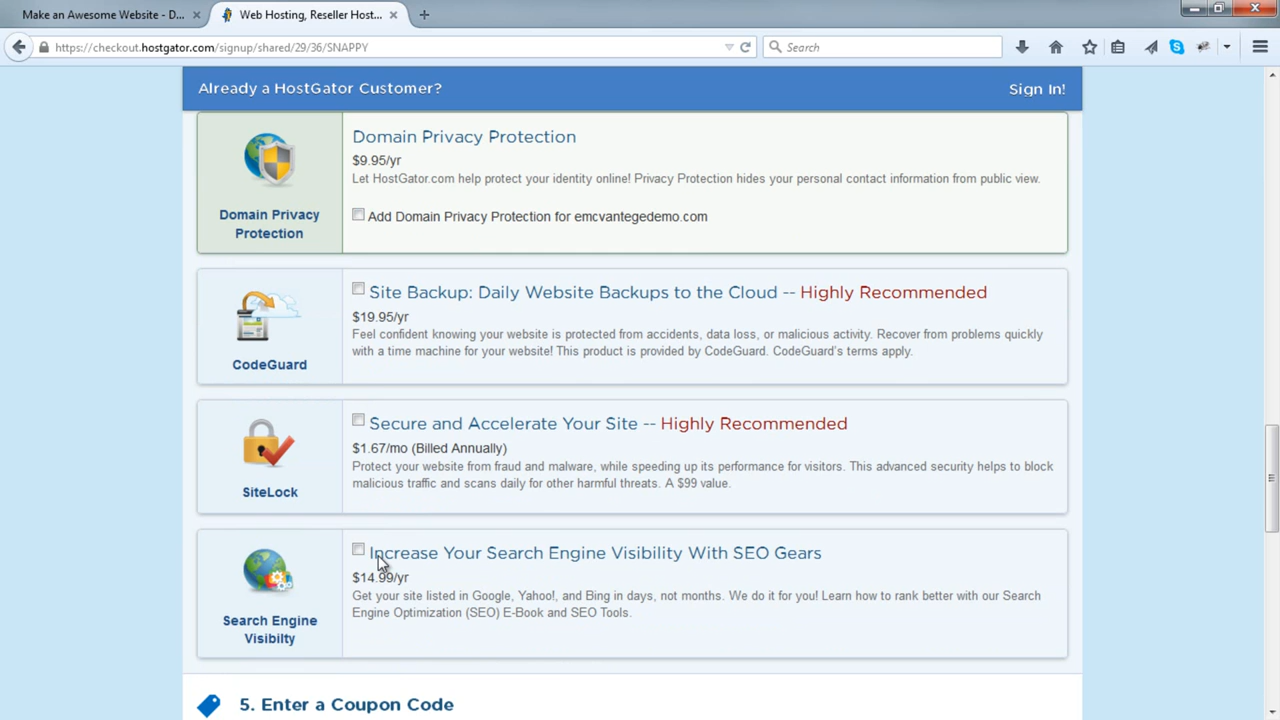 Make an Awesome Website - D...
Web Hosting, Reseller Host...
https://checkout.hostgator.com/signup/shared/29/36/SNAPPY
Search
Already a HostGator Customer?
Sign In!
Domain Privacy
Protection
Domain Privacy Protection
$9.95/yr
Let HostGator.com help protect your identity online! Privacy Protection hides your personal contact information from public view.
Add Domain Privacy Protection for emcvantegedemo.com
CodeGuard
Site Backup: Daily Website Backups to the Cloud -- Highly Recommended
$19.95/yr
Feel confident knowing your website is protected from accidents, data loss, or malicious activity. Recover from problems quickly
with a time machine for your website! This product is provided by CodeGuard. CodeGuard's terms apply.
SiteLock
Secure and Accelerate Your Site -- Highly Recommended
$1.67/mo (Billed Annually)
Protect your website from fraud and malware, while speeding up its performance for visitors. This advanced security helps to block
malicious traffic and scans daily for other harmful threats. A $99 value.
Search Engine
Visibilty
Increase Your Search Engine Visibility With SEO Gears
$14.99/yr
Get your site listed in Google, Yahoo!, and Bing in days, not months. We do it for you! Learn how to rank better with our Search
Engine Optimization (SEO) E-Book and SEO Tools.
5. Enter a Coupon Code